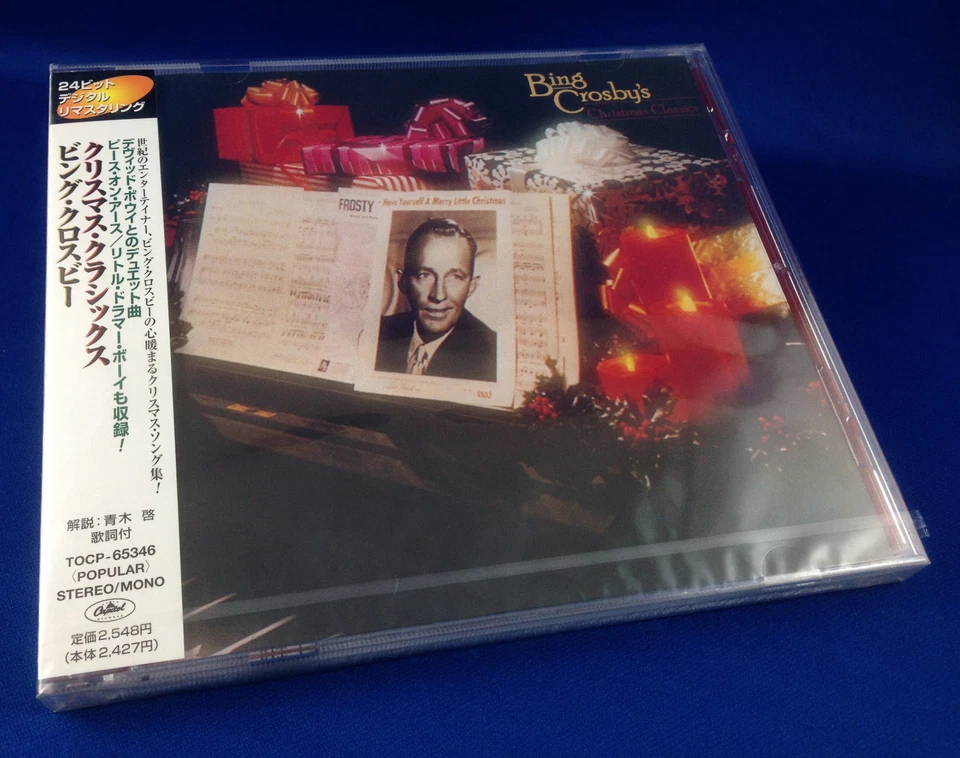 24ビット
デジタル
リマスタリング
世紀のエンターテイナー、ビング・クロスビーの心暖まるクリスマス・ソング集！
デヴィッド・ボウイとのデュエット曲
ピース・オン・アース／リトル・ドラマー・ボーイも収録！
クリスマス・クラシックス
ビング・クロスビー
解説：青木 啓
歌詞付
TOCP-65346
〈POPULAR〉
STEREO/MONO
Capitol
RECORDS
定価2,548円
(本体2,427円)
Bing
Crosby's
Christmas Classics
FROSTY
Have Yourself A Merry Little Christmas